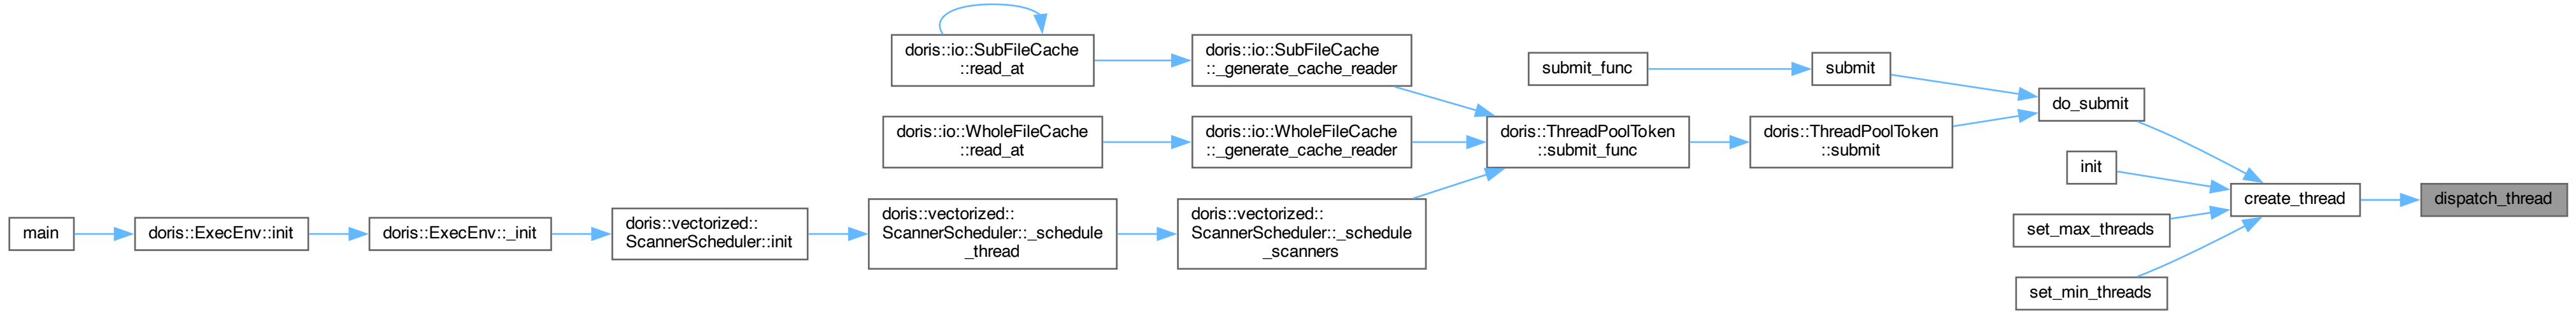 main
doris::ExecEnv::init
doris::ExecEnv::_init
doris::vectorized::
ScannerScheduler::init
doris::io::SubFileCache
::read_at
doris::io::WholeFileCache
::read_at
doris::vectorized::
ScannerScheduler::_schedule
_thread
doris::io::SubFileCache
::_generate_cache_reader
doris::io::WholeFileCache
::_generate_cache_reader
doris::vectorized::
ScannerScheduler::_schedule
_scanners
submit_func
doris::ThreadPoolToken
::submit_func
submit
doris::ThreadPoolToken
::submit
do_submit
init
set_max_threads
set_min_threads
create_thread
dispatch_thread